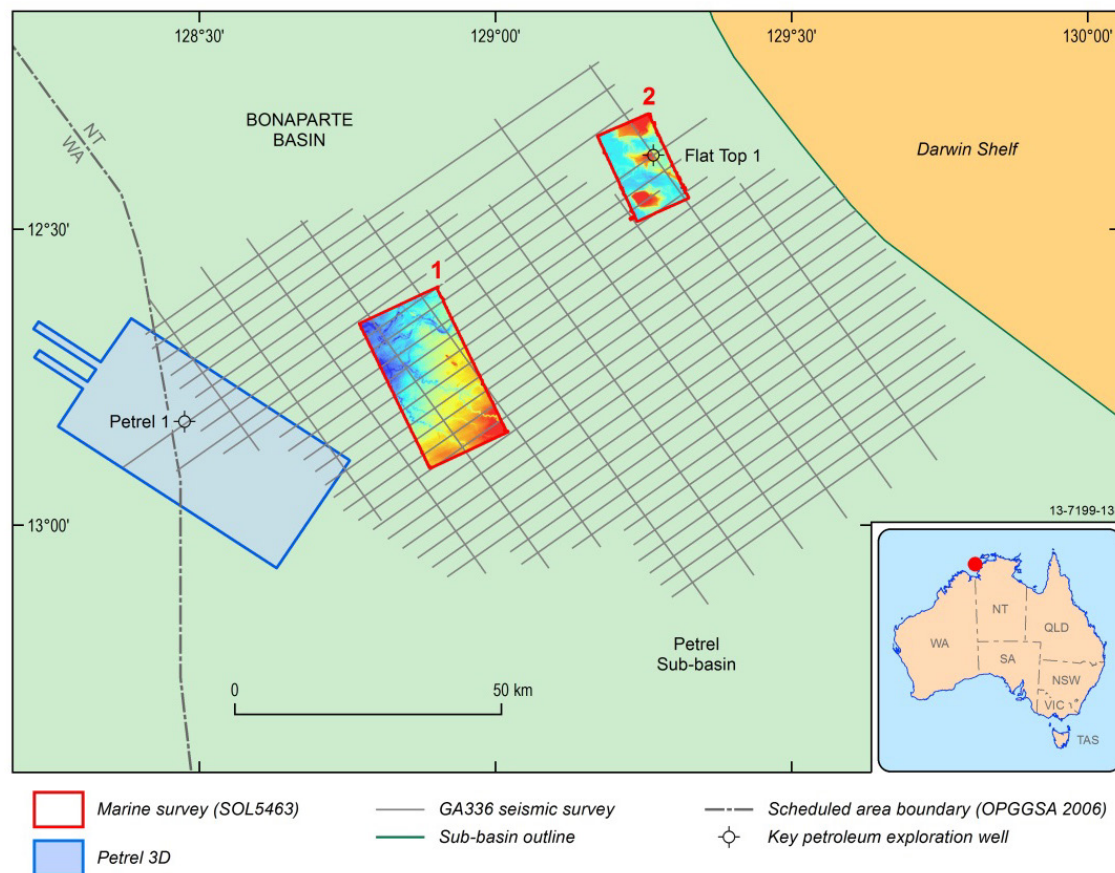 128°30'
129°00'
129°30'
130°00'
2
BONAPARTE
BASIN
NT
WA
Darwin Shelf
Flat Top 1
12°30'
1
Petrel 1
13-7199-13
13°00'
Petrel
Sub-basin
0
50 km
NT
WA
QLD
SA
NSW
VIC
TAS
Marine survey (SOL5463)
GA336 seismic survey
Scheduled area boundary (OPGGSA 2006)
Sub-basin outline
Key petroleum exploration well
Petrel 3D